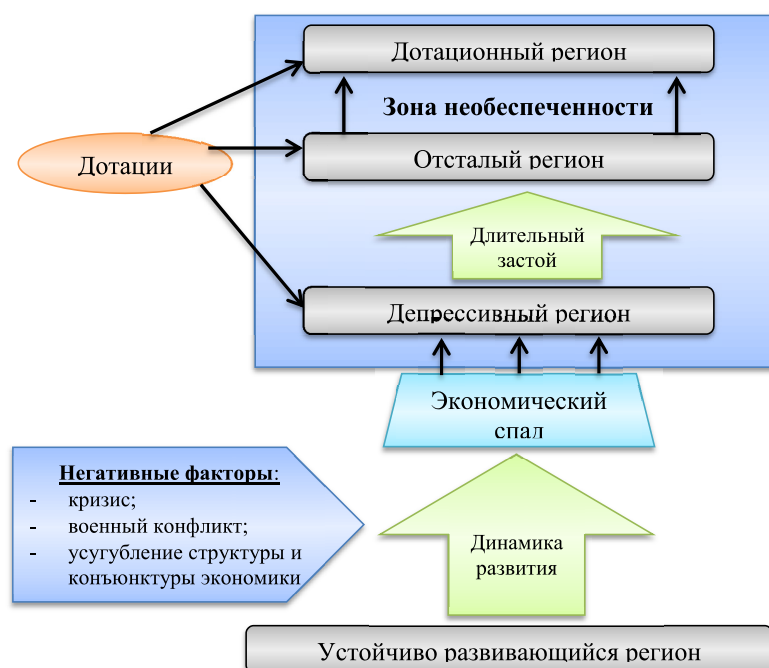 Дотационный регион
Зона необеспеченности
Дотации
Отсталый регион
Длительный
застой
Депрессивный регион
Экономический
спад
Негативные факторы:
- кризис;
- военный конфликт;
- усугубление структуры и
конъюнктуры экономики
Динамика
развития
Устойчиво развивающийся регион